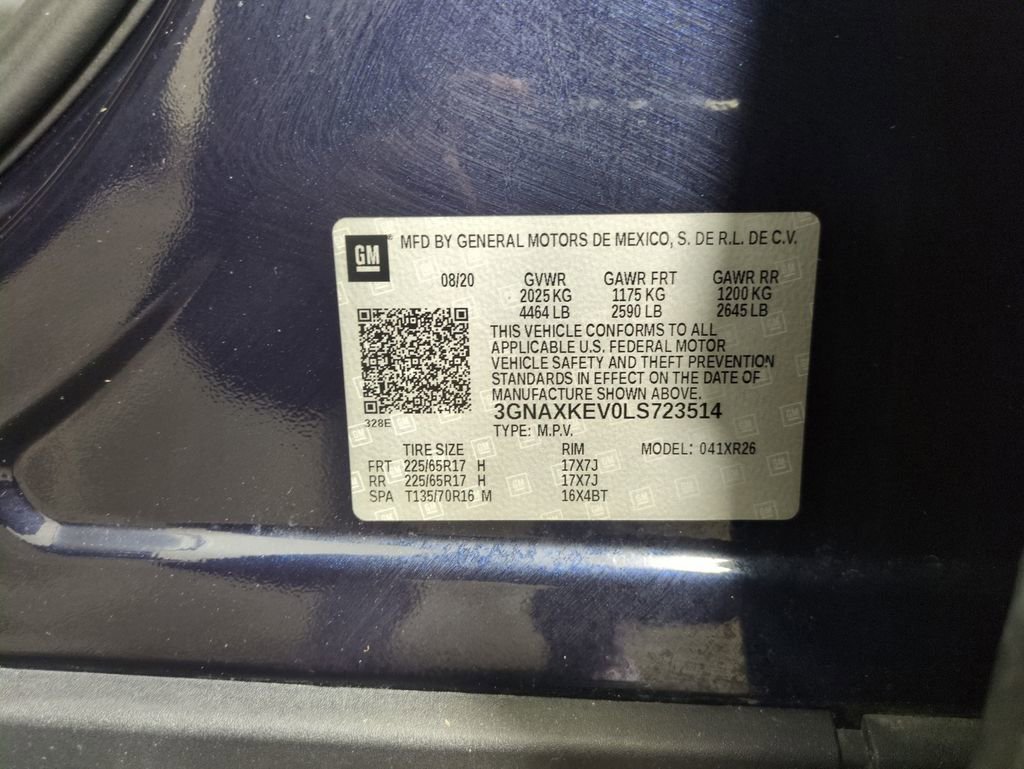 GM
MFD BY GENERAL MOTORS DE MEXICO, S. DE R.L. DE C.V.
08/20 GVWR GAWR FRT GAWR RR
2025 KG 1175 KG 1200 KG
4464 LB 2590 LB 2645 LB
THIS VEHICLE CONFORMS TO ALL
APPLICABLE U.S. FEDERAL MOTOR
VEHICLE SAFETY AND THEFT PREVENTION
STANDARDS IN EFFECT ON THE DATE OF
MANUFACTURE SHOWN ABOVE.
328E
3GNAXKEV0LS723514
TYPE: M.P.V.
TIRE SIZE RIM MODEL: 041XR26
FRT 225/65R17 H 17X7J
RR 225/65R17 H 17X7J
SPA T135/70R16 M 16X4BT